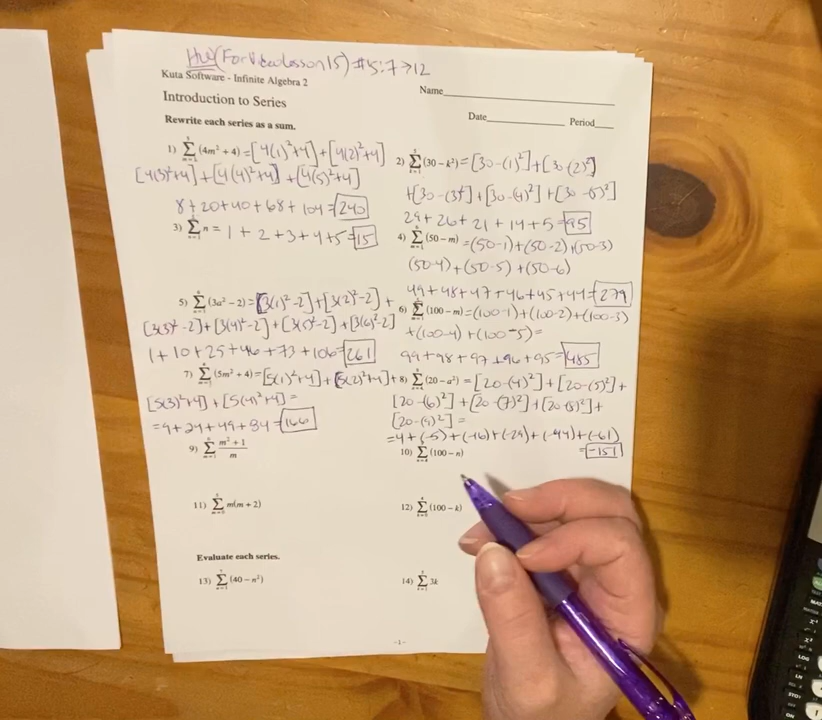 HW (For Video Lesson 15) #5: 7→12
Kuta Software - Infinite Algebra 2
Name
Introduction to Series
Date Period
Rewrite each series as a sum.
1) Σ (4m² + 4) = [4(1)²+4] + [4(2)²+4]
[4(3)²+4] + [4(4)²+4] + [4(5)²+4]
8+20+40+68+104=240
2) Σ (30 − k²) = [30-(1)²]+[30-(2)²]
+[30-(3)²]+[30-(4)²]+[30-(5)²]
29+26+21+14+5=95
3) Σ n = 1+2+3+4+5=15
4) Σ (50 − m) =(50-1)+(50-2)+(50-3)
(50-4)+(50-5)+(50-6)
49+48+47+46+45+44=279
5) Σ (3a² − 2) = [3(1)²-2]+[3(2)²-2]+
[3(3)²-2]+[3(4)²-2]+[3(5)²-2]+[3(6)²-2]
1+10+25+46+73+106=261
6) Σ (100 − m) =(100-1)+(100-2)+(100-3)
+(100-4)+(100-5)=
99+98+97+96+95=485
7) Σ (5m² + 4) =[5(1)²+4]+[5(2)²+4]+
[5(3)²+4]+[5(4)²+4]=
=9+24+49+84=166
8) Σ (20 − a²) = [20-(4)²]+[20-(5)²]+
[20-(6)²]+[20-(7)²]+[20-(8)²]+
[20-(9)²]=
=4+(-5)+(-16)+(-29)+(-44)+(-61)
=-151
9) Σ (m² + 1)/m
10) Σ (100 − n)
11) Σ m(m + 2)
12) Σ (100 − k)
Evaluate each series.
13) Σ (40 − n²)
14) Σ 3k
-1-
MAT
LOG
LN
ON